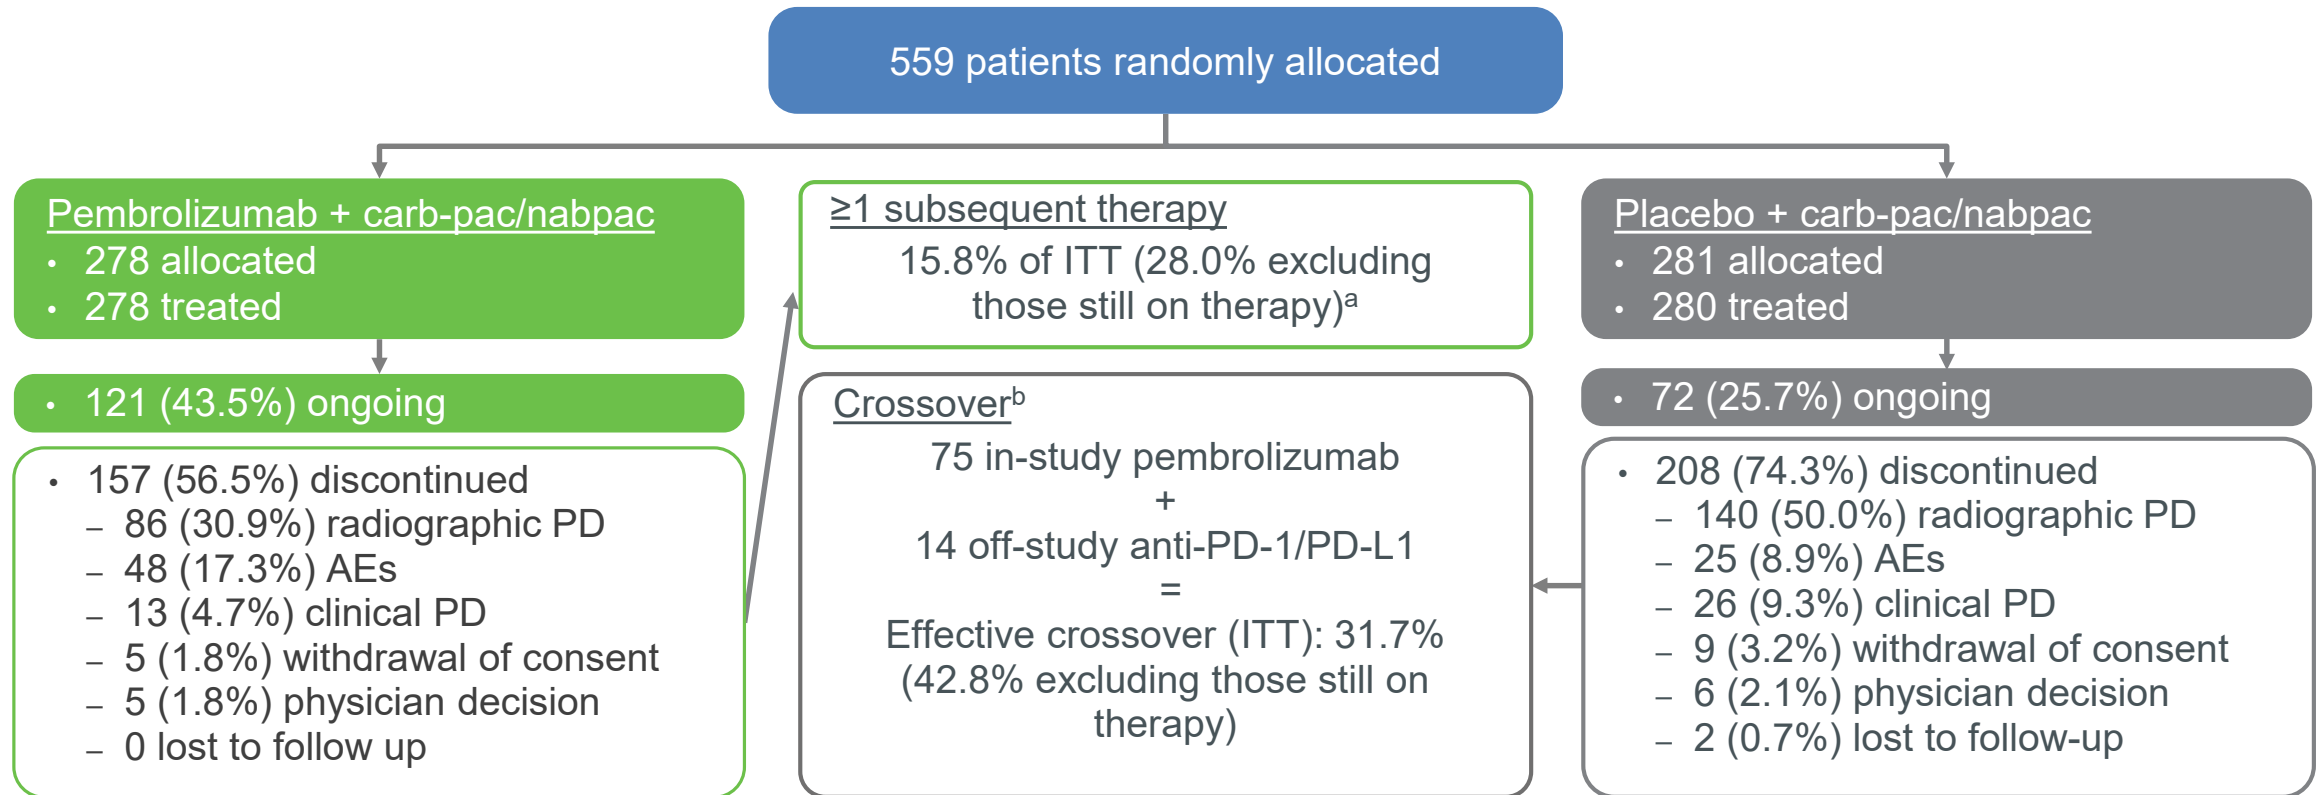 559 patients randomly allocated
Pembrolizumab + carb-pac/nabpac
• 278 allocated
• 278 treated
• 121 (43.5%) ongoing
• 157 (56.5%) discontinued
– 86 (30.9%) radiographic PD
– 48 (17.3%) AEs
– 13 (4.7%) clinical PD
– 5 (1.8%) withdrawal of consent
– 5 (1.8%) physician decision
– 0 lost to follow up
≥1 subsequent therapy
15.8% of ITT (28.0% excluding
those still on therapy)ᵃ
Crossoverᵇ
75 in-study pembrolizumab
+
14 off-study anti-PD-1/PD-L1
=
Effective crossover (ITT): 31.7%
(42.8% excluding those still on
therapy)
Placebo + carb-pac/nabpac
• 281 allocated
• 280 treated
• 72 (25.7%) ongoing
• 208 (74.3%) discontinued
– 140 (50.0%) radiographic PD
– 25 (8.9%) AEs
– 26 (9.3%) clinical PD
– 9 (3.2%) withdrawal of consent
– 6 (2.1%) physician decision
– 2 (0.7%) lost to follow-up